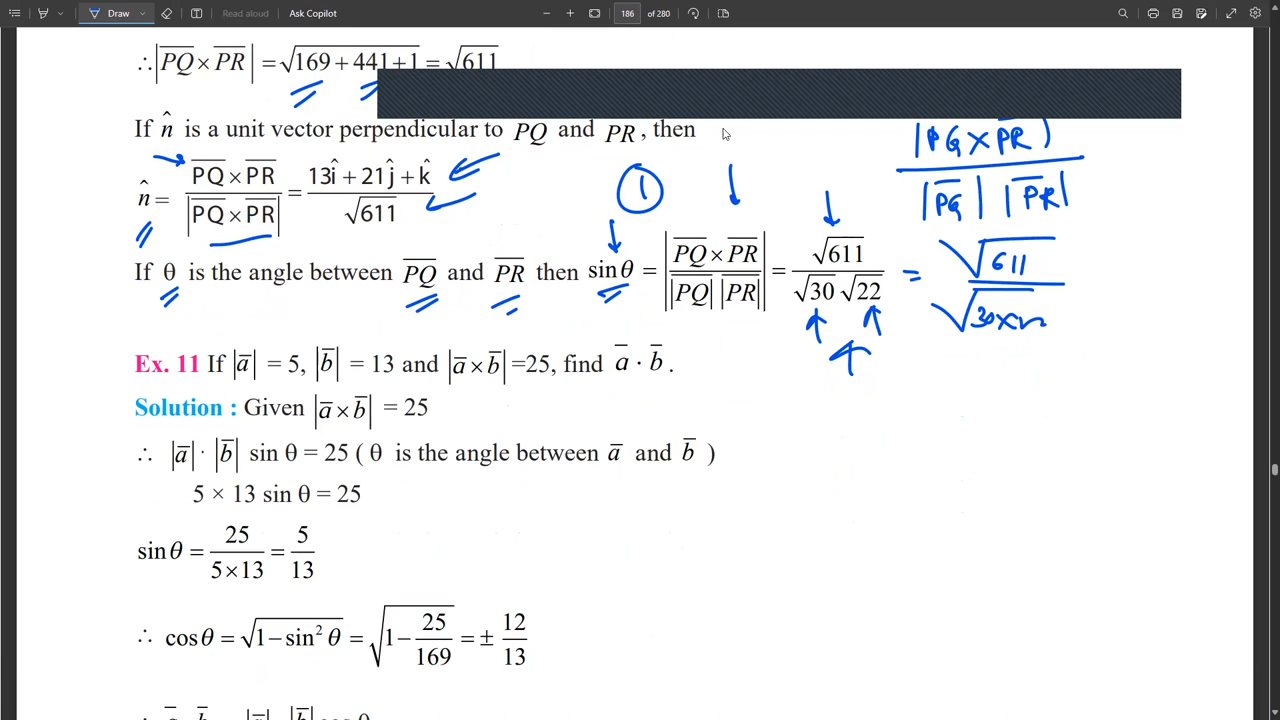 Draw Read aloud Ask Copilot 186 of 280
∴|PQ × PR| = √169 + 441 + 1 = √611
If n̂ is a unit vector perpendicular to PQ and PR, then
|PQ × PR|
|PQ| |PR|
n̂ = PQ × PR / |PQ × PR| = 13î + 21ĵ + k̂ / √611
①
If θ is the angle between PQ and PR then sinθ = |PQ × PR / |PQ| |PR|| = √611 / √30 √22 = √611 / √30×22
Ex. 11 If |a̅| = 5, |b̅| = 13 and |a̅ × b̅| =25, find a̅ · b̅.
Solution : Given |a̅ × b̅| = 25
∴ |a̅| · |b̅| sin θ = 25 ( θ is the angle between a̅ and b̅ )
5 × 13 sin θ = 25
sinθ = 25 / 5×13 = 5 / 13
∴ cosθ = √1 − sin² θ = √1 − 25/169 = ± 12/13